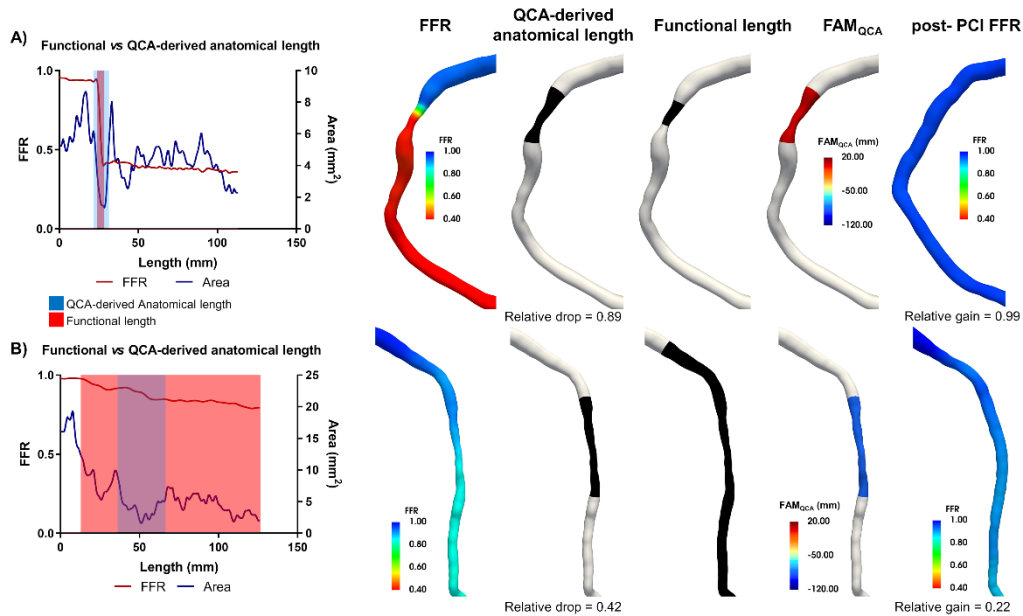 FFR
QCA-derived
anatomical length
Functional length
FAMQCA
post- PCI FFR
A)
Functional vs QCA-derived anatomical length
1.0
0.5
0.0
FFR
10
8
6
4
2
0
Area (mm²)
0
50
100
150
Length (mm)
FFR
Area
QCA-derived Anatomical length
Functional length
FFR
1.00
0.80
0.60
0.40
FAMQCA (mm)
20.00
-50.00
-120.00
FFR
1.00
0.80
0.60
0.40
Relative drop = 0.89
Relative gain = 0.99
B)
Functional vs QCA-derived anatomical length
1.0
0.5
0.0
FFR
25
20
15
10
5
0
Area (mm²)
0
50
100
150
Length (mm)
FFR
Area
FFR
1.00
0.80
0.60
0.40
FAMQCA (mm)
20.00
-50.00
-120.00
FFR
1.00
0.80
0.60
0.40
Relative drop = 0.42
Relative gain = 0.22